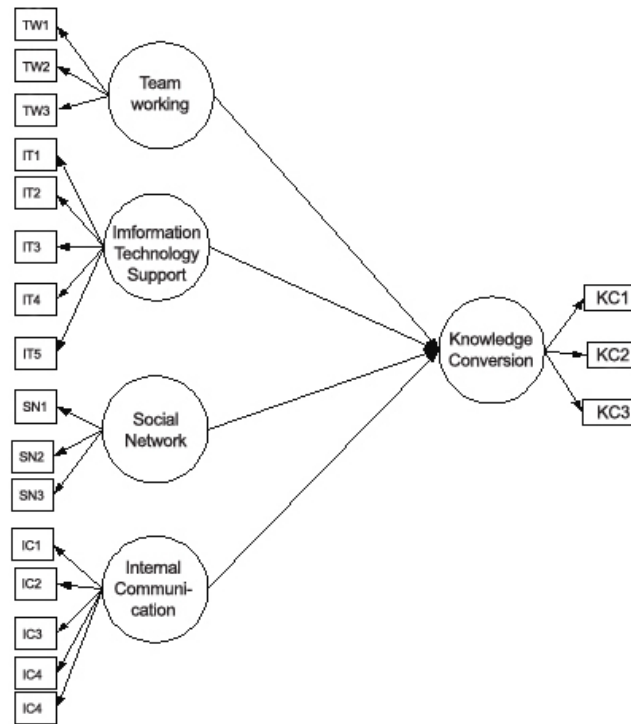 TW1
TW2
TW3
Team
working
IT1
IT2
IT3
IT4
IT5
Imformation
Technology
Support
SN1
SN2
SN3
Social
Network
IC1
IC2
IC3
IC4
IC4
Internal
Communi-
cation
Knowledge
Conversion
KC1
KC2
KC3